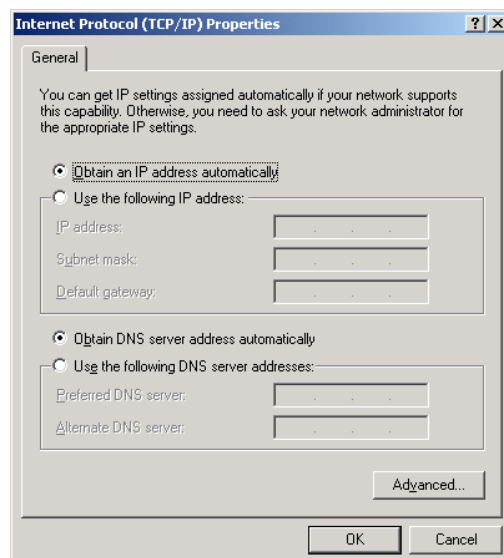 Internet Protocol (TCP/IP) Properties
General
You can get IP settings assigned automatically if your network supports
this capability. Otherwise, you need to ask your network administrator for
the appropriate IP settings.
Obtain an IP address automatically
Use the following IP address:
IP address:
Subnet mask:
Default gateway:
Obtain DNS server address automatically
Use the following DNS server addresses:
Preferred DNS server:
Alternate DNS server:
Advanced...
OK Cancel